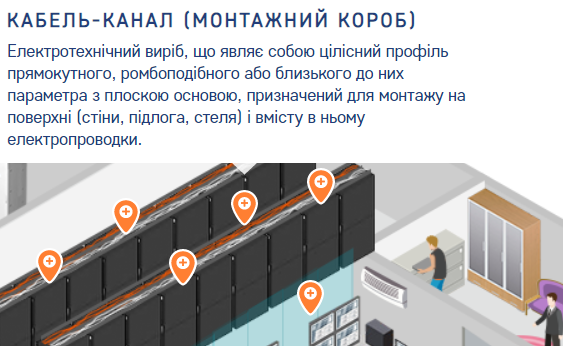 КАБЕЛЬ-КАНАЛ (МОНТАЖНИЙ КОРОБ)
Електротехнічний виріб, що являє собою цілісний профіль
прямокутного, ромбоподібного або близького до них
параметра з плоскою основою, призначений для монтажу на
поверхні (стіни, підлога, стеля) і вмісту в ньому
електропроводки.